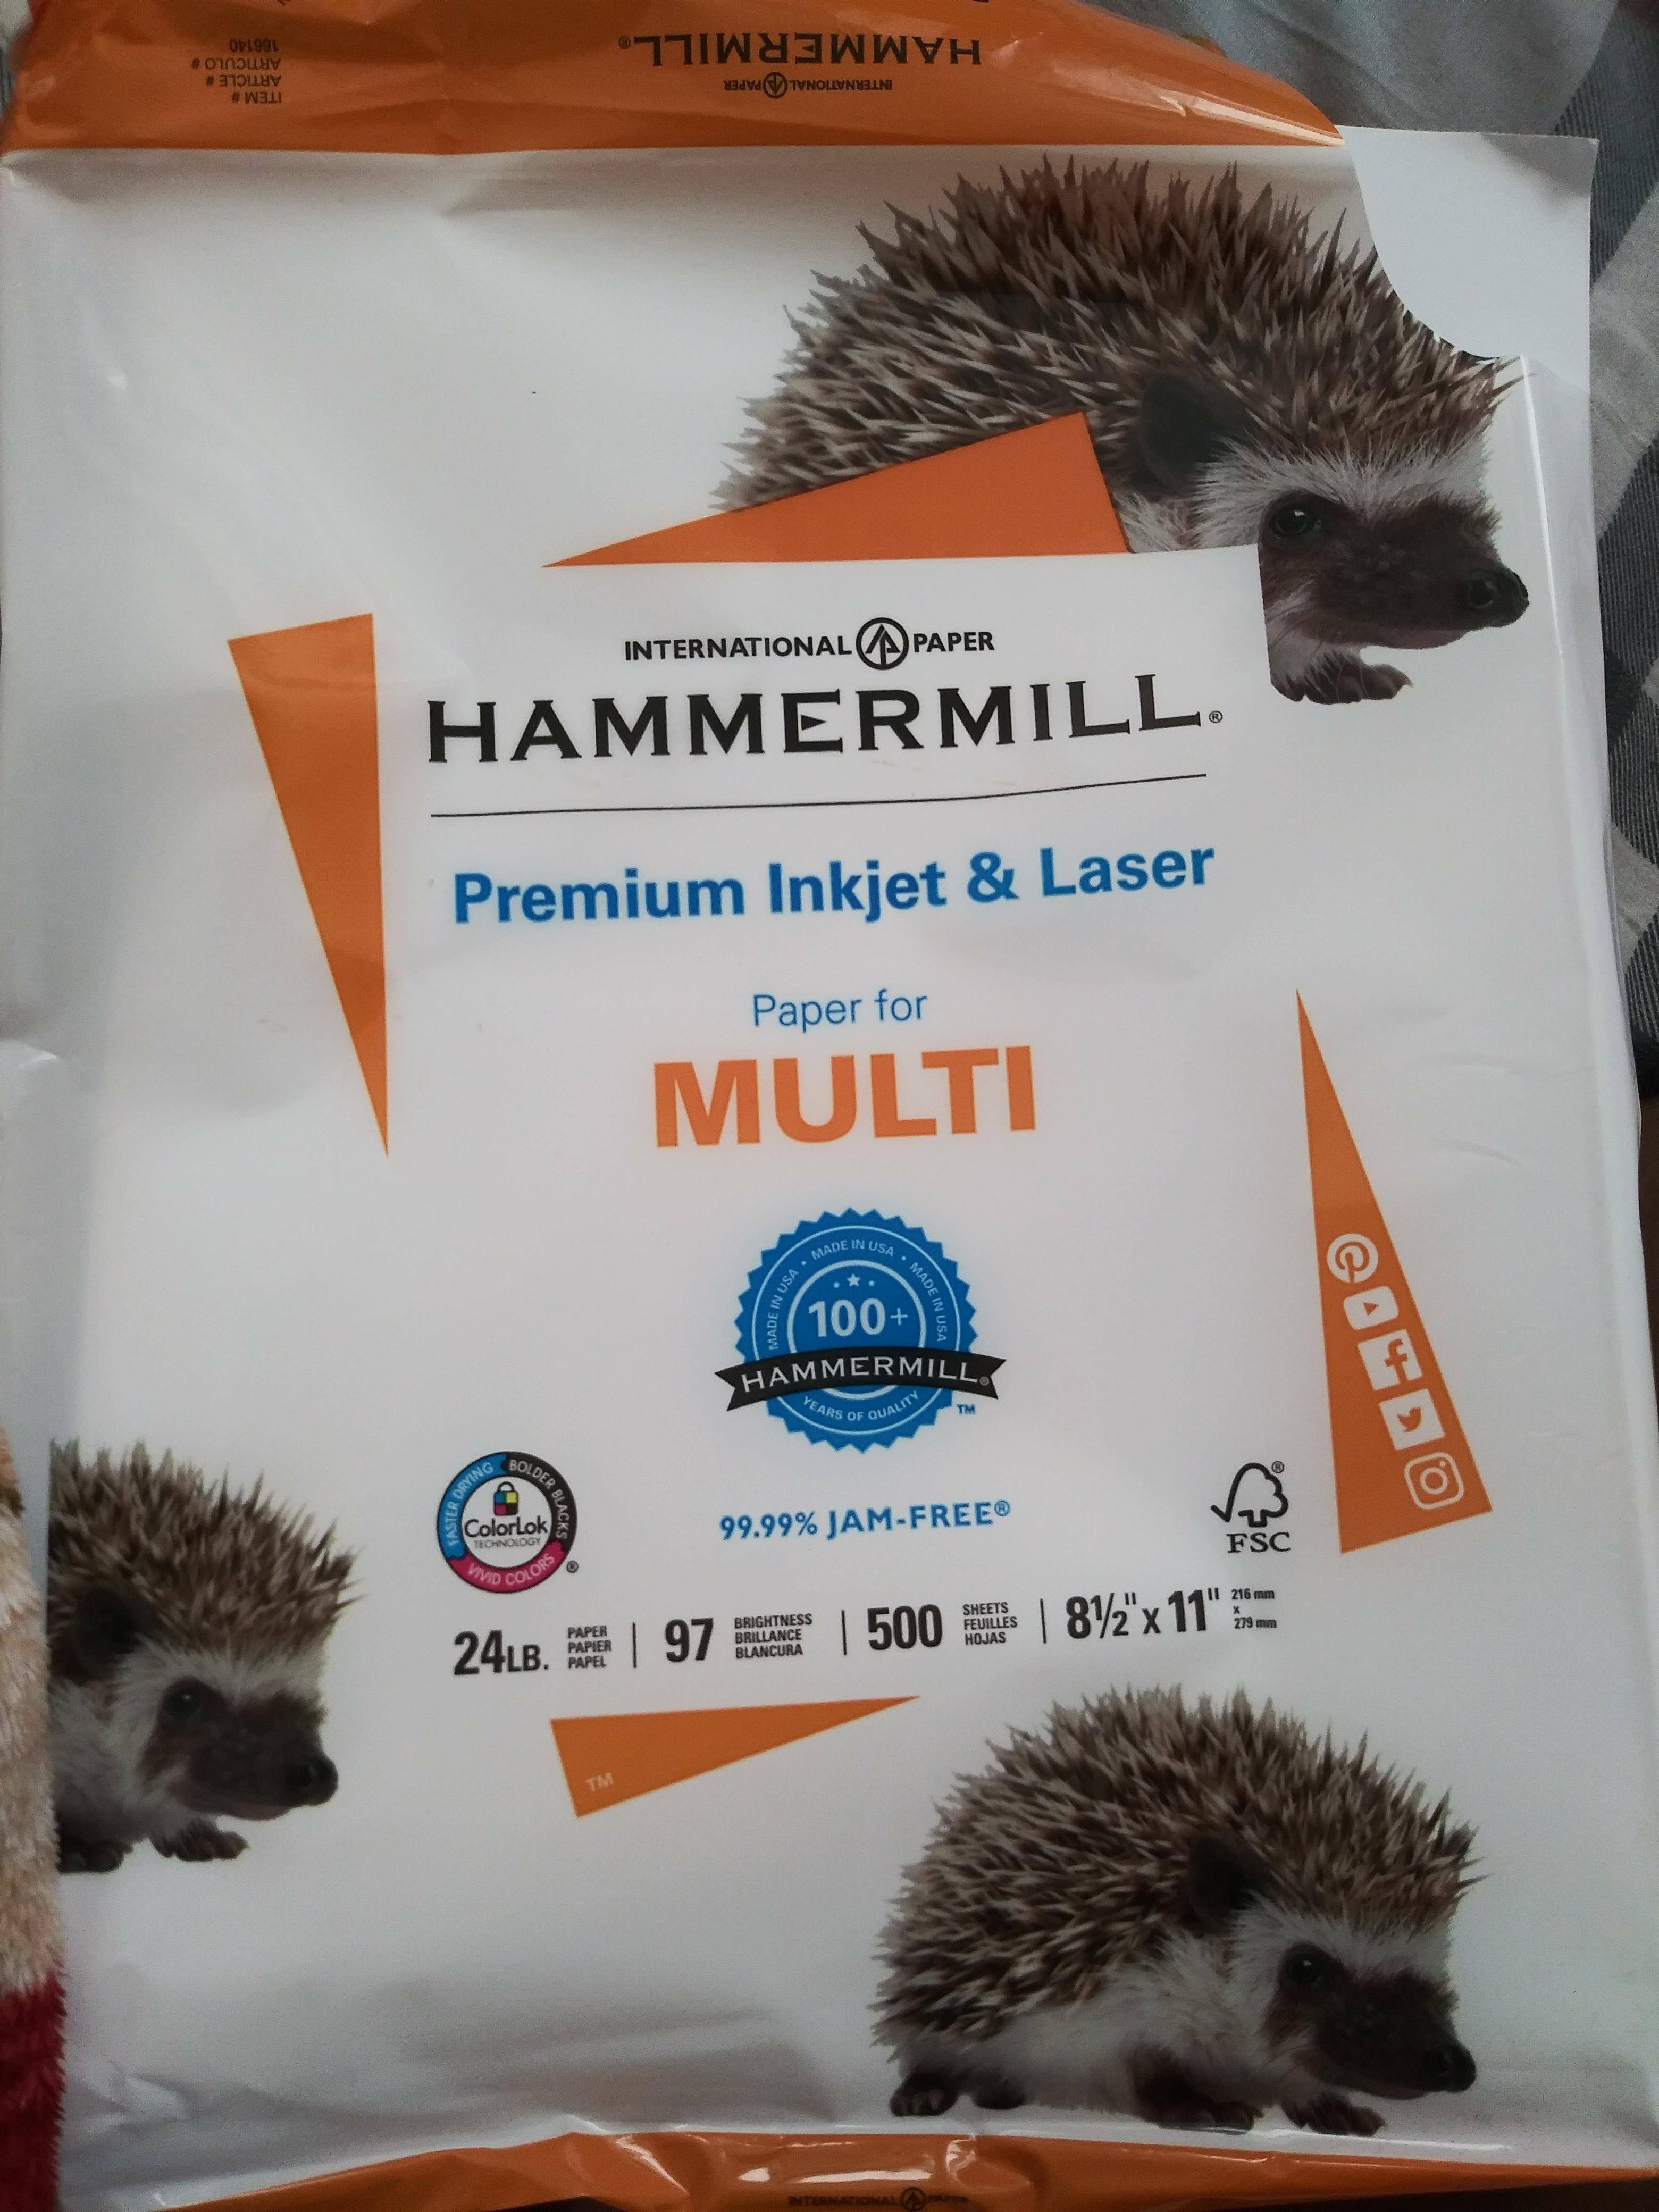 HAMMERMILL®
INTERNATIONAL PAPER
ITEM #
ARTICLE #
ARTICULO #
166140
INTERNATIONAL PAPER
HAMMERMILL®
Premium Inkjet & Laser
Paper for
MULTI
MADE IN USA • MADE IN USA • MADE IN USA
100+
HAMMERMILL®
YEARS OF QUALITY
TM
FASTER DRYING
BOLDER BLACKS
ColorLok
TECHNOLOGY
VIVID COLORS
®
99.99% JAM-FREE®
®
FSC
24LB. PAPER PAPIER PAPEL | 97 BRIGHTNESS BRILLANCE BLANCURA | 500 SHEETS FEUILLES HOJAS | 8½" x 11" 216 mm x 279 mm
TM
INTERNATIONAL PAPER